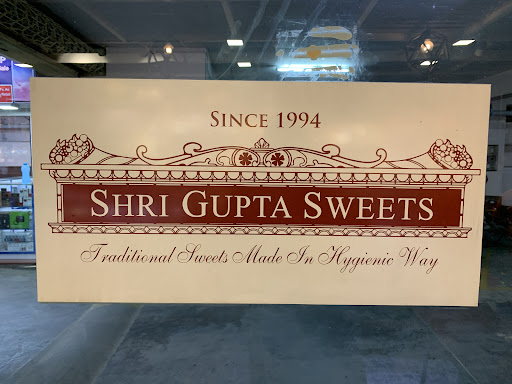 SINCE 1994
SHRI GUPTA SWEETS
Traditional Sweets Made In Hygienic Way